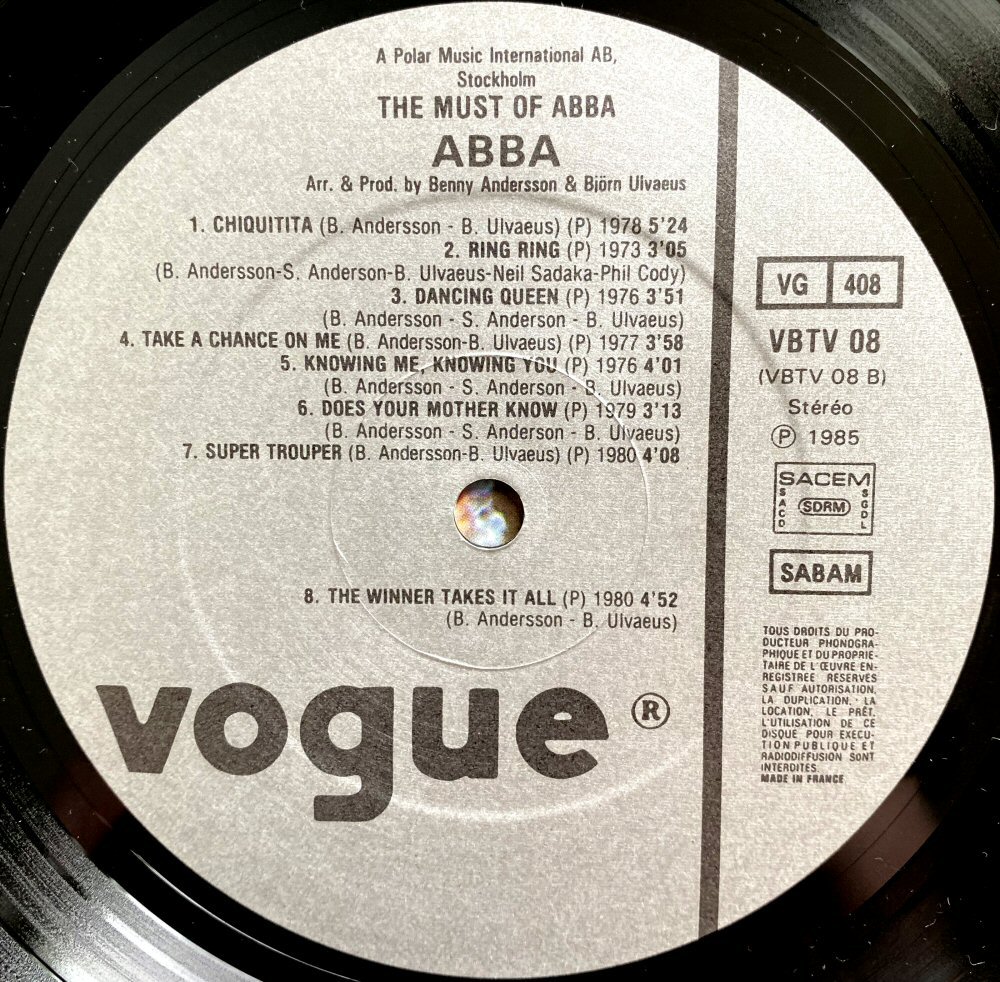 A Polar Music International AB,
Stockholm
THE MUST OF ABBA
ABBA
Arr. & Prod. by Benny Andersson & Björn Ulvaeus
1. CHIQUITITA (B. Andersson - B. Ulvaeus) (P) 1978 5'24
2. RING RING (P) 1973 3'05
(B. Andersson-S. Anderson-B. Ulvaeus-Neil Sadaka-Phil Cody)
3. DANCING QUEEN (P) 1976 3'51
(B. Andersson - S. Anderson - B. Ulvaeus)
4. TAKE A CHANCE ON ME (B. Andersson-B. Ulvaeus) (P) 1977 3'58
5. KNOWING ME, KNOWING YOU (P) 1976 4'01
(B. Andersson - S. Anderson - B. Ulvaeus)
6. DOES YOUR MOTHER KNOW (P) 1979 3'13
(B. Andersson - S. Anderson - B. Ulvaeus)
7. SUPER TROUPER (B. Andersson-B. Ulvaeus) (P) 1980 4'08
8. THE WINNER TAKES IT ALL (P) 1980 4'52
(B. Andersson - B. Ulvaeus)
vogue ®
VG 408
VBTV 08
(VBTV 08 B)
Stéréo
Ⓟ 1985
SACEM
SACD SDRM SGDL
SABAM
TOUS DROITS DU PRO-
DUCTEUR PHONOGRA-
PHIQUE ET DU PROPRIE-
TAIRE DE L'ŒUVRE EN-
REGISTREE RESERVES
SAUF AUTORISATION,
LA DUPLICATION, LA
LOCATION, LE PRÊT,
L'UTILISATION DE CE
DISQUE POUR EXECU-
TION PUBLIQUE ET
RADIODIFFUSION SONT
INTERDITES.
MADE IN FRANCE